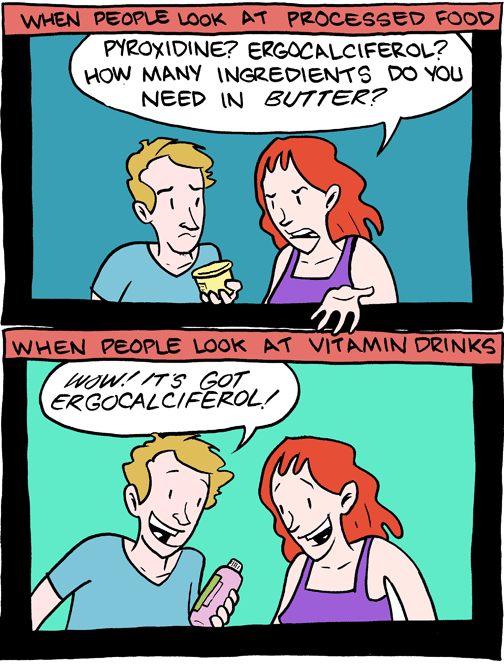 WHEN PEOPLE LOOK AT PROCESSED FOOD
PYROXIDINE? ERGOCALCIFEROL?
HOW MANY INGREDIENTS DO YOU
NEED IN BUTTER?
WHEN PEOPLE LOOK AT VITAMIN DRINKS
WOW! IT'S GOT
ERGOCALCIFEROL!